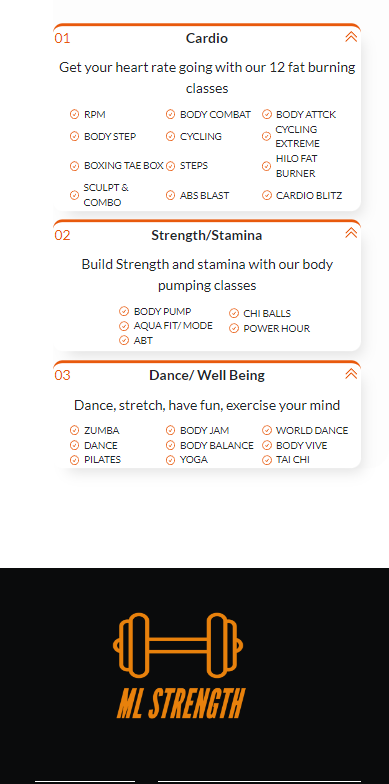 01 Cardio
Get your heart rate going with our 12 fat burning
classes
RPM BODY COMBAT BODY ATTCK
BODY STEP CYCLING CYCLING
EXTREME
BOXING TAE BOX STEPS HILO FAT
BURNER
SCULPT &
COMBO ABS BLAST CARDIO BLITZ
02 Strength/Stamina
Build Strength and stamina with our body
pumping classes
BODY PUMP
AQUA FIT/ MODE
ABT
CHI BALLS
POWER HOUR
03 Dance/ Well Being
Dance, stretch, have fun, exercise your mind
ZUMBA BODY JAM WORLD DANCE
DANCE BODY BALANCE BODY VIVE
PILATES YOGA TAI CHI
ML STRENGTH